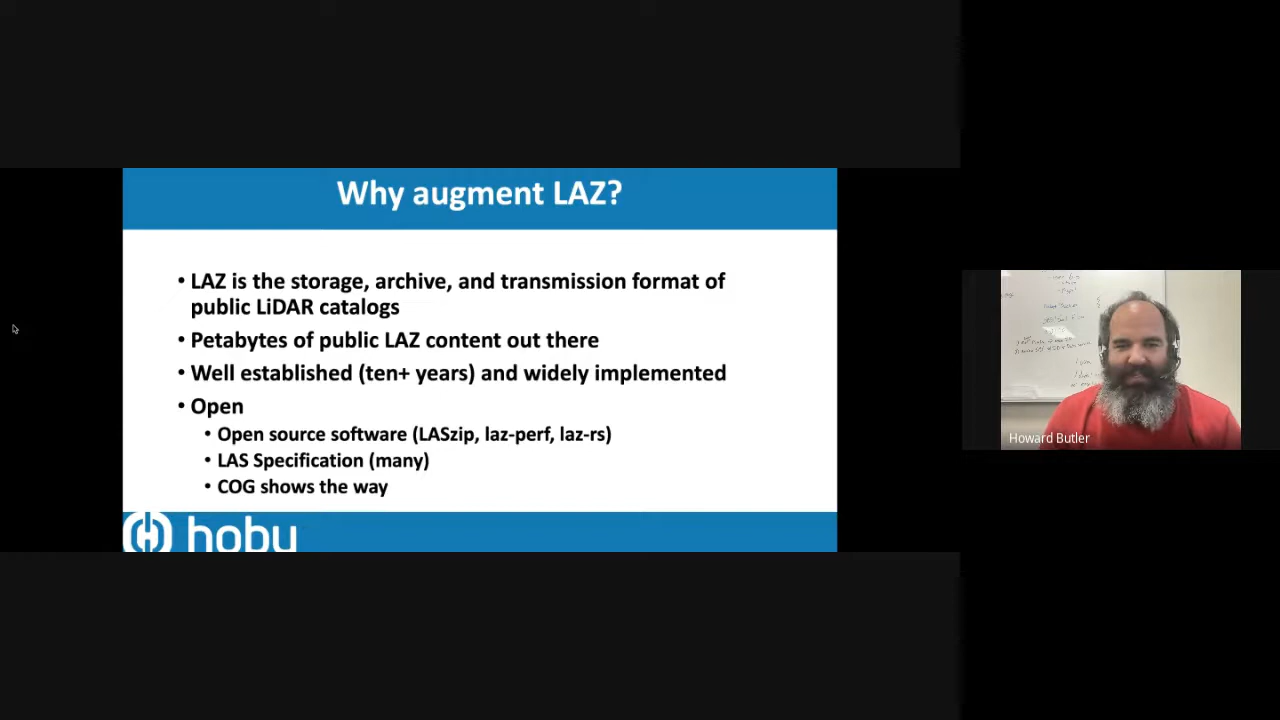 Why augment LAZ?
• LAZ is the storage, archive, and transmission format of
public LiDAR catalogs
• Petabytes of public LAZ content out there
• Well established (ten+ years) and widely implemented
• Open
• Open source software (LASzip, laz-perf, laz-rs)
• LAS Specification (many)
• COG shows the way
hobu
Howard Butler